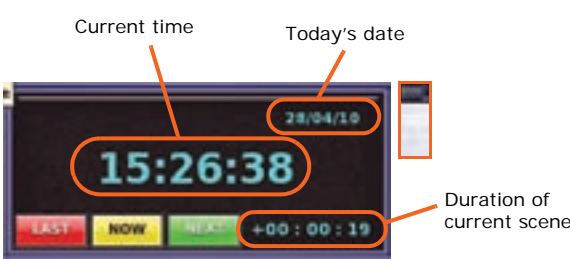 Current time
Today's date
28/04/10
15:26:38
LAST NOW NEXT +00 : 00 : 19
Duration of
current scene